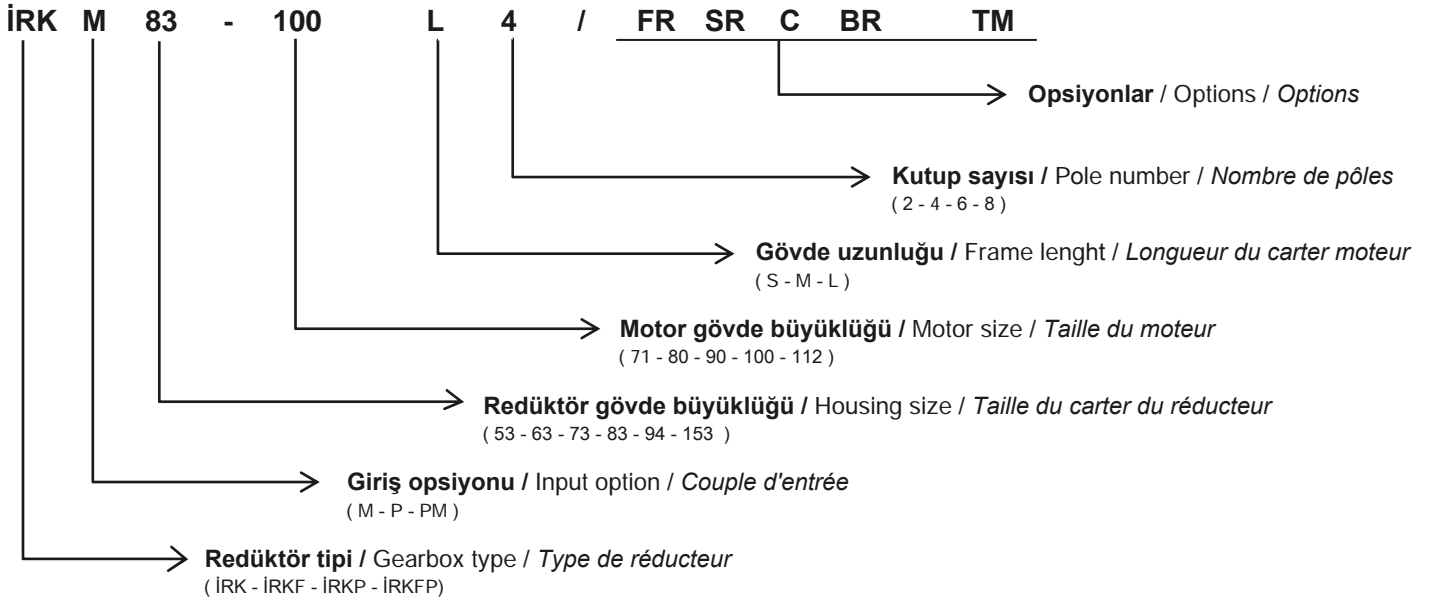 İRK M 83 - 100 L 4 / FR SR C BR TM
Opsiyonlar / Options / Options
Kutup sayısı / Pole number / Nombre de pôles
( 2 - 4 - 6 - 8 )
Gövde uzunluğu / Frame lenght / Longueur du carter moteur
( S - M - L )
Motor gövde büyüklüğü / Motor size / Taille du moteur
( 71 - 80 - 90 - 100 - 112 )
Redüktör gövde büyüklüğü / Housing size / Taille du carter du réducteur
( 53 - 63 - 73 - 83 - 94 - 153 )
Giriş opsiyonu / Input option / Couple d'entrée
( M - P - PM )
Redüktör tipi / Gearbox type / Type de réducteur
( İRK - İRKF - İRKP - İRKFP)